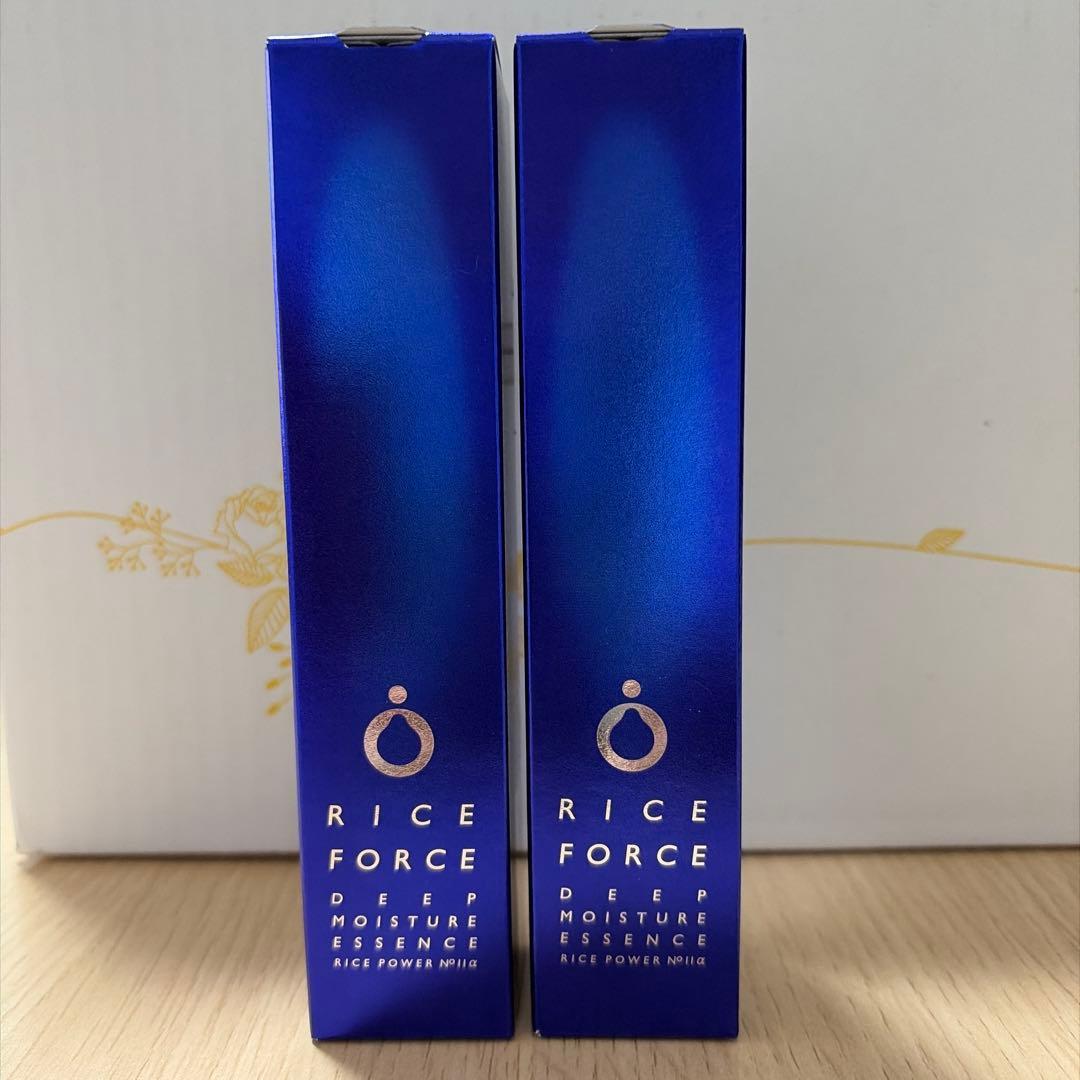 RICE
FORCE
DEEP
MOISTURE
ESSENCE
RICE POWER Nº11α
RICE
FORCE
DEEP
MOISTURE
ESSENCE
RICE POWER Nº11α